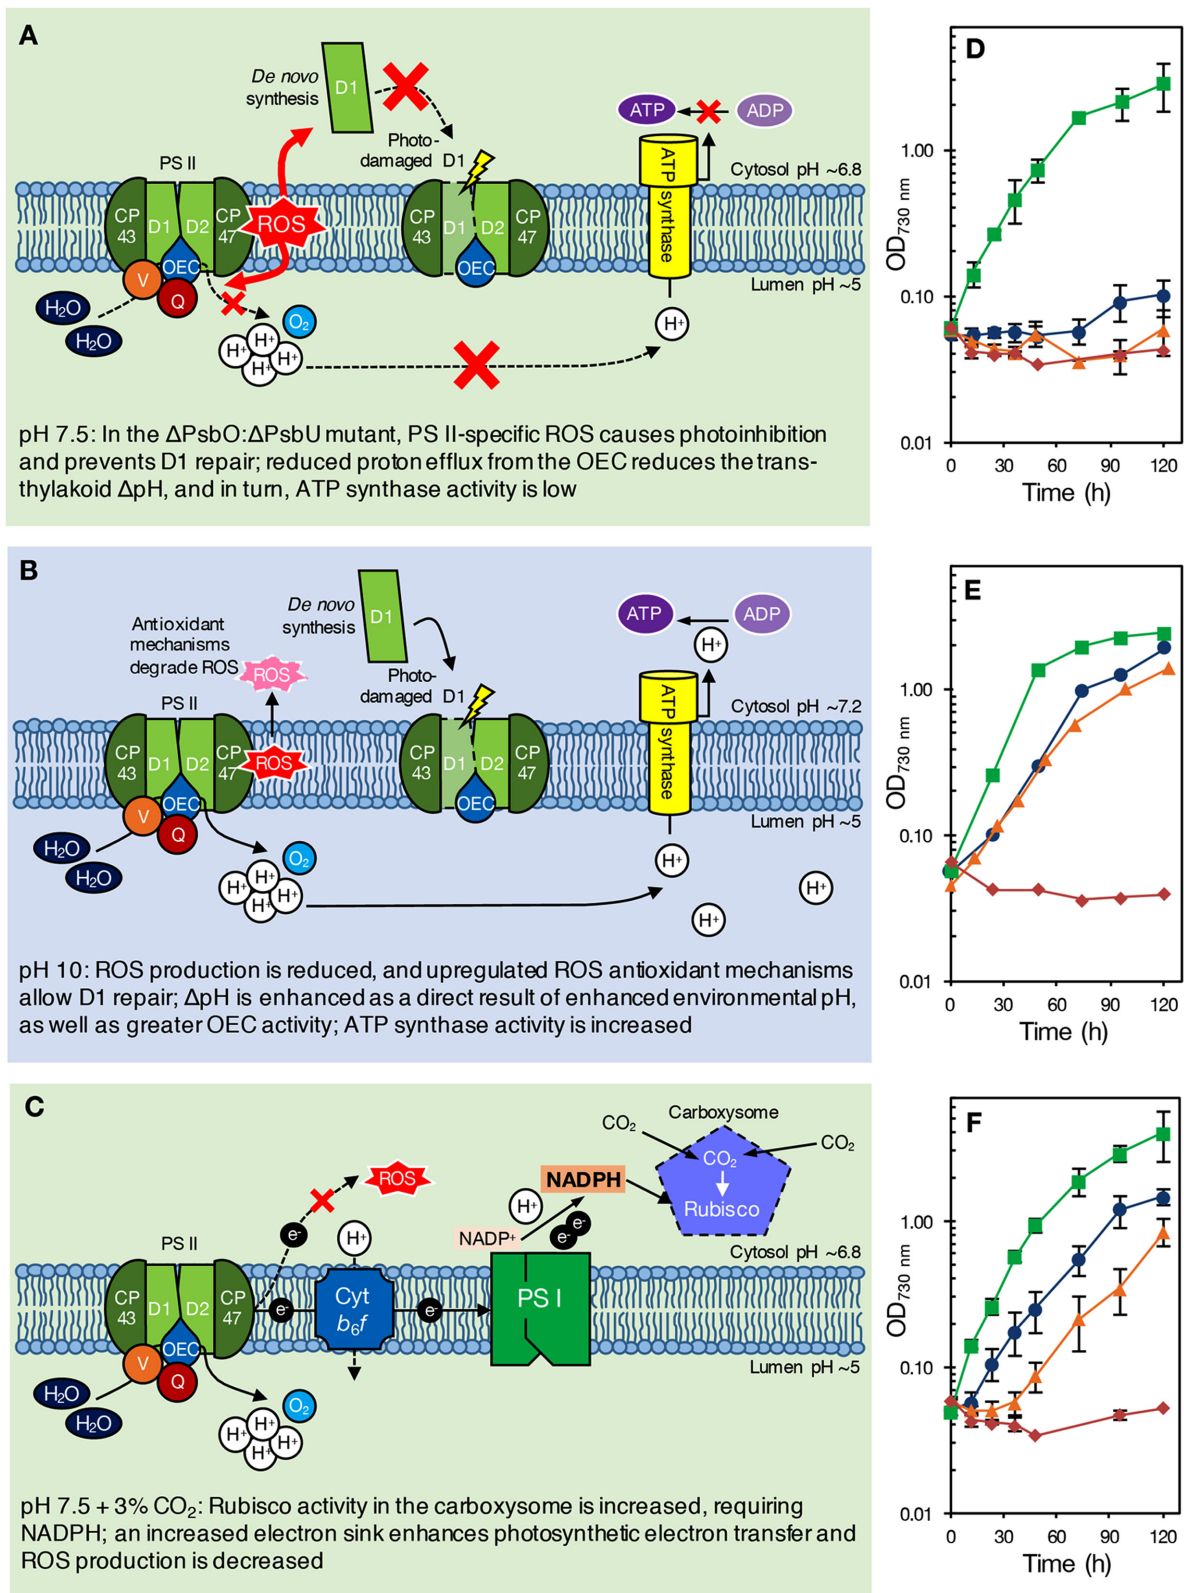 A
De novo
synthesis
D1
Photo-
damaged D1
ATP
ADP
PS II
Cytosol pH ~6.8
CP
43
D1
D2
CP
47
ROS
CP
43
D1
D2
CP
47
ATP synthase
OEC
OEC
V
Q
Lumen pH ~5
H2O
H2O
O2
H+
H+
H+
H+
H+
pH 7.5: In the ΔPsbO:ΔPsbU mutant, PS II-specific ROS causes photoinhibition
and prevents D1 repair; reduced proton efflux from the OEC reduces the trans-
thylakoid ΔpH, and in turn, ATP synthase activity is low
D
1.00
0.10
0.01
OD730 nm
0 30 60 90 120
Time (h)
B
De novo
synthesis
D1
Antioxidant
mechanisms
degrade ROS
ROS
Photo-
damaged D1
ATP
ADP
H+
PS II
Cytosol pH ~7.2
CP
43
D1
D2
CP
47
ROS
CP
43
D1
D2
CP
47
ATP synthase
OEC
OEC
V
Q
Lumen pH ~5
H2O
H2O
O2
H+
H+
H+
H+
H+
H+
H+
pH 10: ROS production is reduced, and upregulated ROS antioxidant mechanisms
allow D1 repair; ΔpH is enhanced as a direct result of enhanced environmental pH,
as well as greater OEC activity; ATP synthase activity is increased
E
1.00
0.10
0.01
OD730 nm
0 30 60 90 120
Time (h)
C
Carboxysome
CO2
CO2
CO2
Rubisco
ROS
NADPH
H+
NADP+
e-
e-
e-
H+
PS II
Cytosol pH ~6.8
CP
43
D1
D2
CP
47
e-
Cyt
b6f
e-
PS I
OEC
V
Q
Lumen pH ~5
H2O
H2O
O2
H+
H+
H+
H+
pH 7.5 + 3% CO2: Rubisco activity in the carboxysome is increased, requiring
NADPH; an increased electron sink enhances photosynthetic electron transfer and
ROS production is decreased
F
1.00
0.10
0.01
OD730 nm
0 30 60 90 120
Time (h)